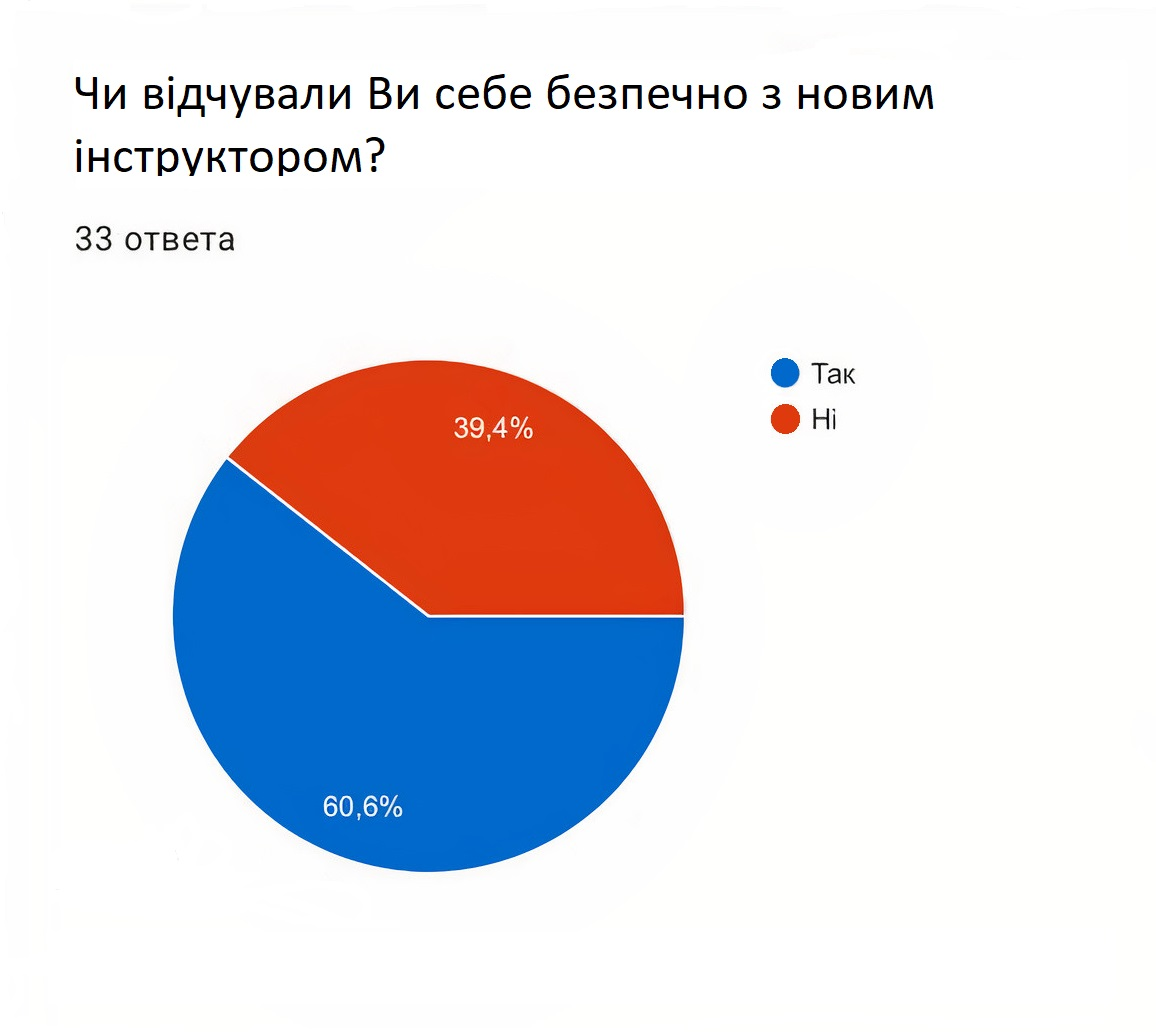 Чи відчували Ви себе безпечно з новим
інструктором?
33 ответа
Так
Ні
39,4%
60,6%